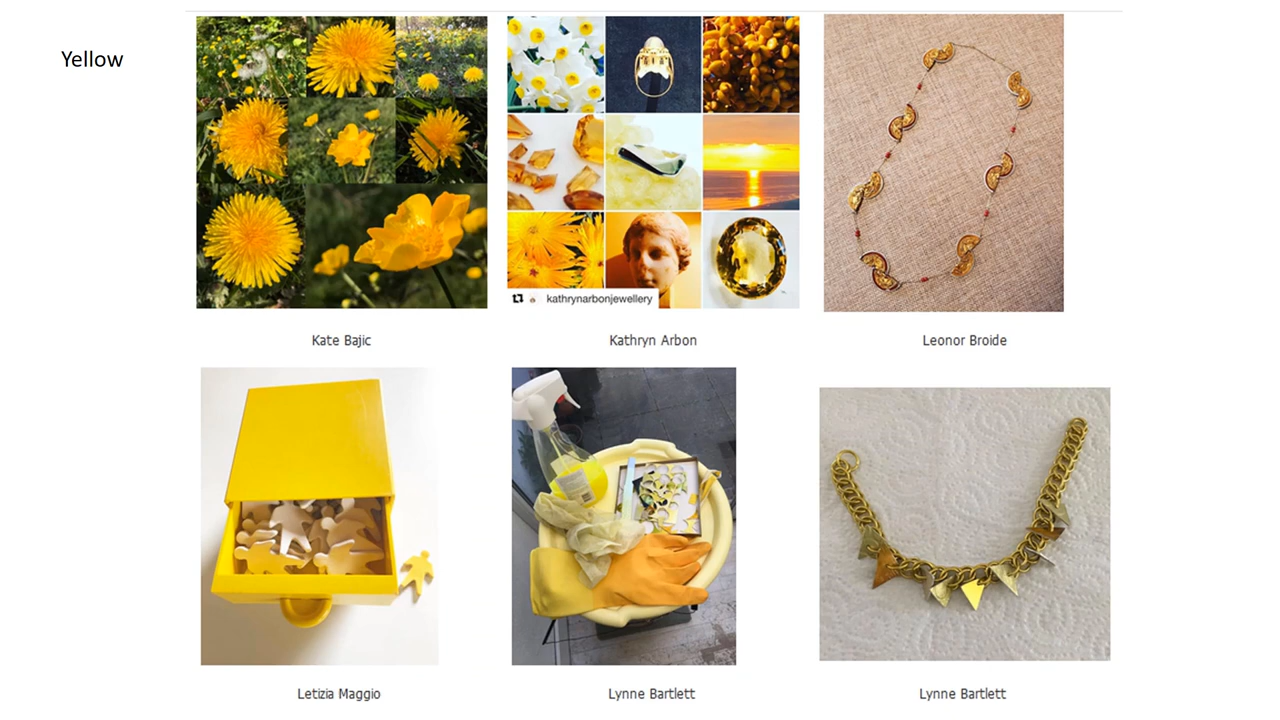 Yellow
kathrynarbonjewellery
Kate Bajic
Kathryn Arbon
Leonor Broide
Letizia Maggio
Lynne Bartlett
Lynne Bartlett